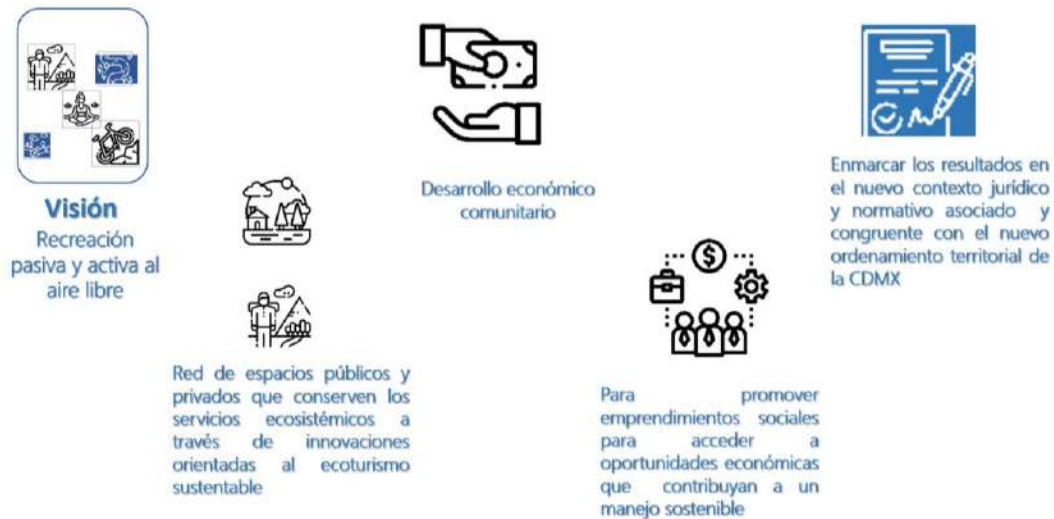 Visión
Recreación
pasiva y activa al
aire libre
Red de espacios públicos y
privados que conserven los
servicios ecosistémicos a
través de innovaciones
orientadas al ecoturismo
sustentable
Desarrollo económico
comunitario
Para promover
emprendimientos sociales
para acceder a
oportunidades económicas
que contribuyan a un
manejo sostenible
Enmarcar los resultados en
el nuevo contexto jurídico
y normativo asociado y
congruente con el nuevo
ordenamiento territorial de
la CDMX